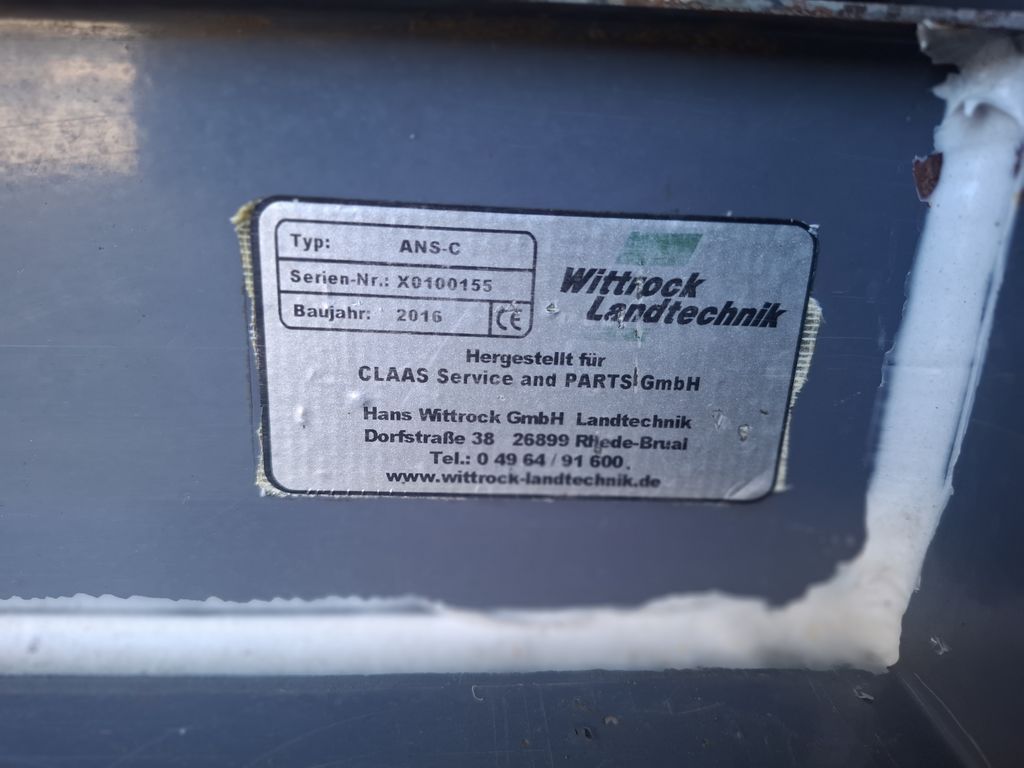 Typ: ANS-C
Serien-Nr.: X0100155
Baujahr: 2016 CE
Wittrock
Landtechnik
Hergestellt für
CLAAS Service and PARTS GmbH
Hans Wittrock GmbH Landtechnik
Dorfstraße 38 26899 Rhede-Brual
Tel.: 0 49 64 / 91 600
www.wittrock-landtechnik.de